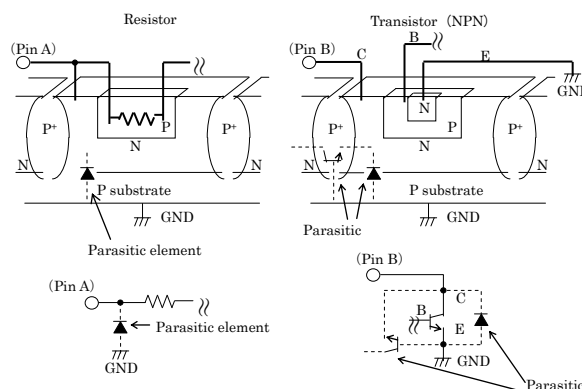 Resistor
Transistor (NPN)
(Pin A)
(Pin B)
C
B
E
GND
P+
P
N
P+
N
N
P substrate
GND
Parasitic element
P+
N
P
N
P+
N
N
P substrate
GND
Parasitic
(Pin A)
Parasitic element
GND
(Pin B)
C
B
E
GND
Parasitic